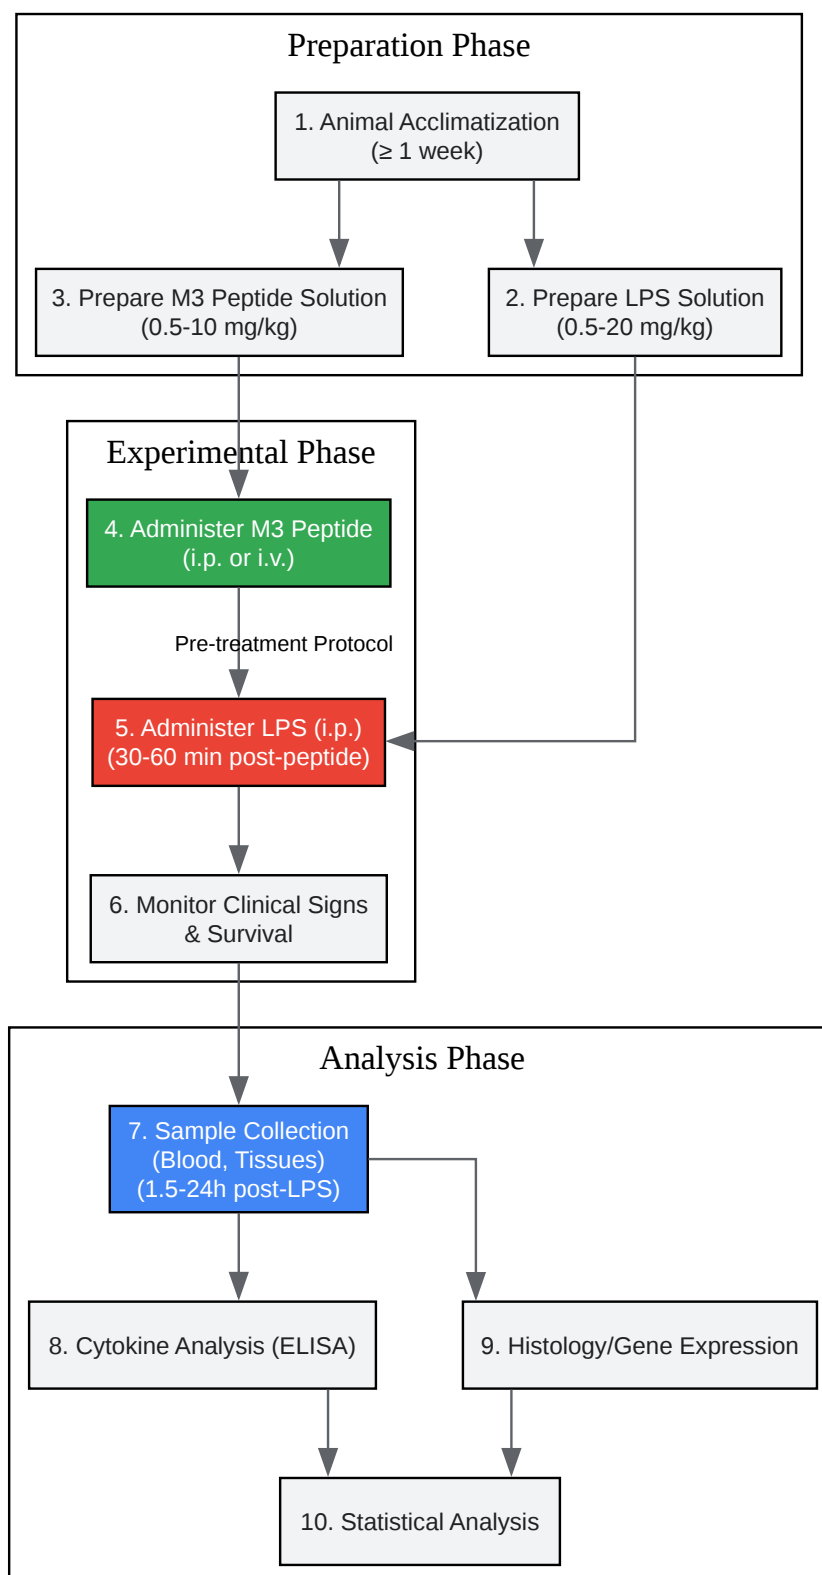 Preparation Phase
1. Animal Acclimatization
(≥ 1 week)
3. Prepare M3 Peptide Solution
(0.5-10 mg/kg)
2. Prepare LPS Solution
(0.5-20 mg/kg)
Experimental Phase
4. Administer M3 Peptide
(i.p. or i.v.)
Pre-treatment Protocol
5. Administer LPS (i.p.)
(30-60 min post-peptide)
6. Monitor Clinical Signs
& Survival
Analysis Phase
7. Sample Collection
(Blood, Tissues)
(1.5-24h post-LPS)
8. Cytokine Analysis (ELISA)
9. Histology/Gene Expression
10. Statistical Analysis